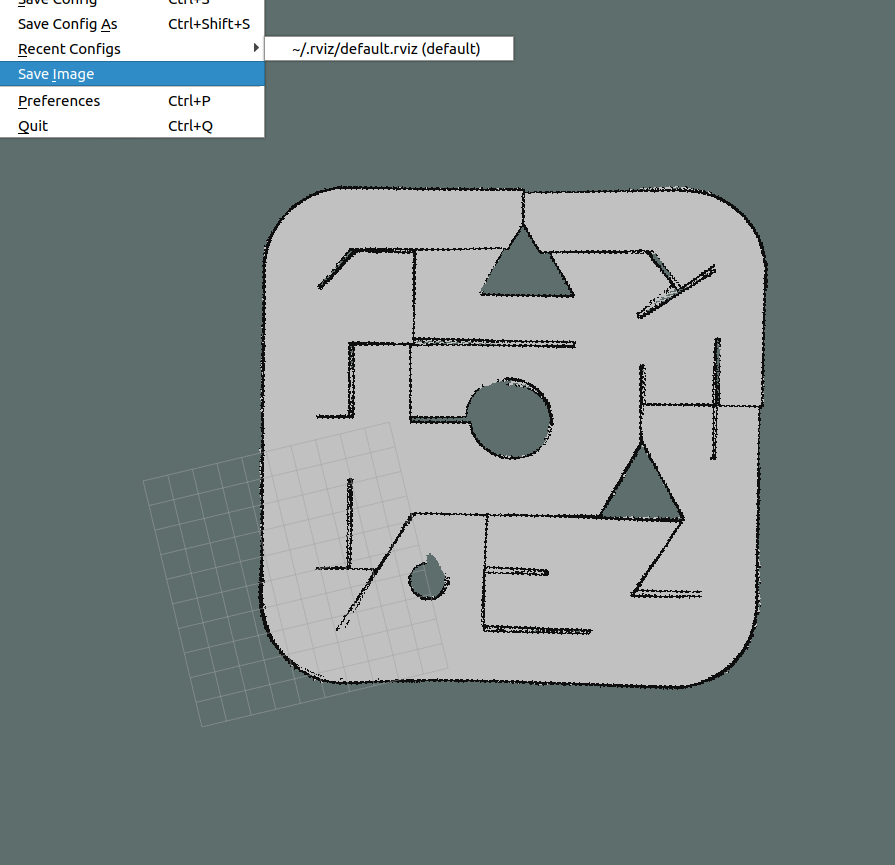 Save Config Ctrl+S
Save Config As Ctrl+Shift+S
Recent Configs ~/.rviz/default.rviz (default)
Save Image
Preferences Ctrl+P
Quit Ctrl+Q